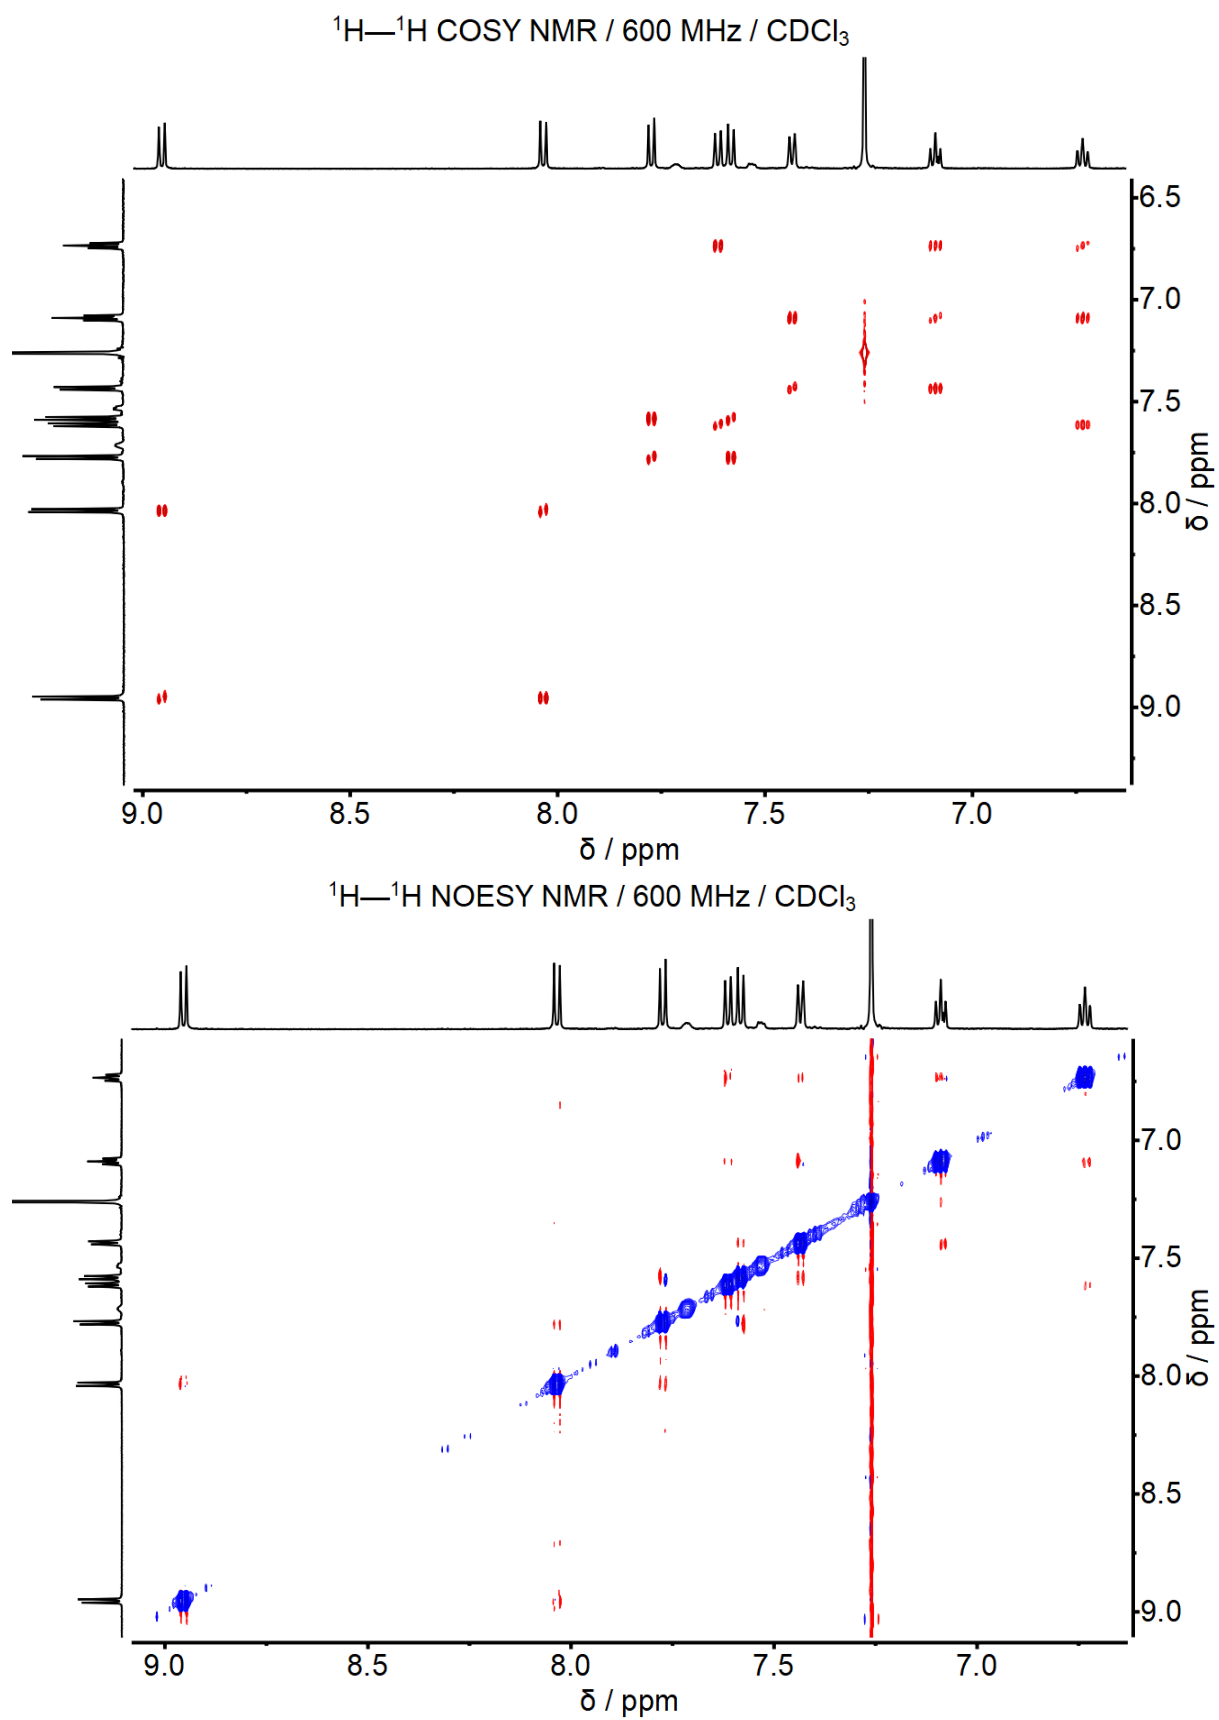 ¹H—¹H COSY NMR / 600 MHz / CDCl₃
6.5
7.0
7.5
8.0
8.5
9.0
δ / ppm
9.0 8.5 8.0 7.5 7.0
δ / ppm
¹H—¹H NOESY NMR / 600 MHz / CDCl₃
7.0
7.5
8.0
8.5
9.0
δ / ppm
9.0 8.5 8.0 7.5 7.0
δ / ppm